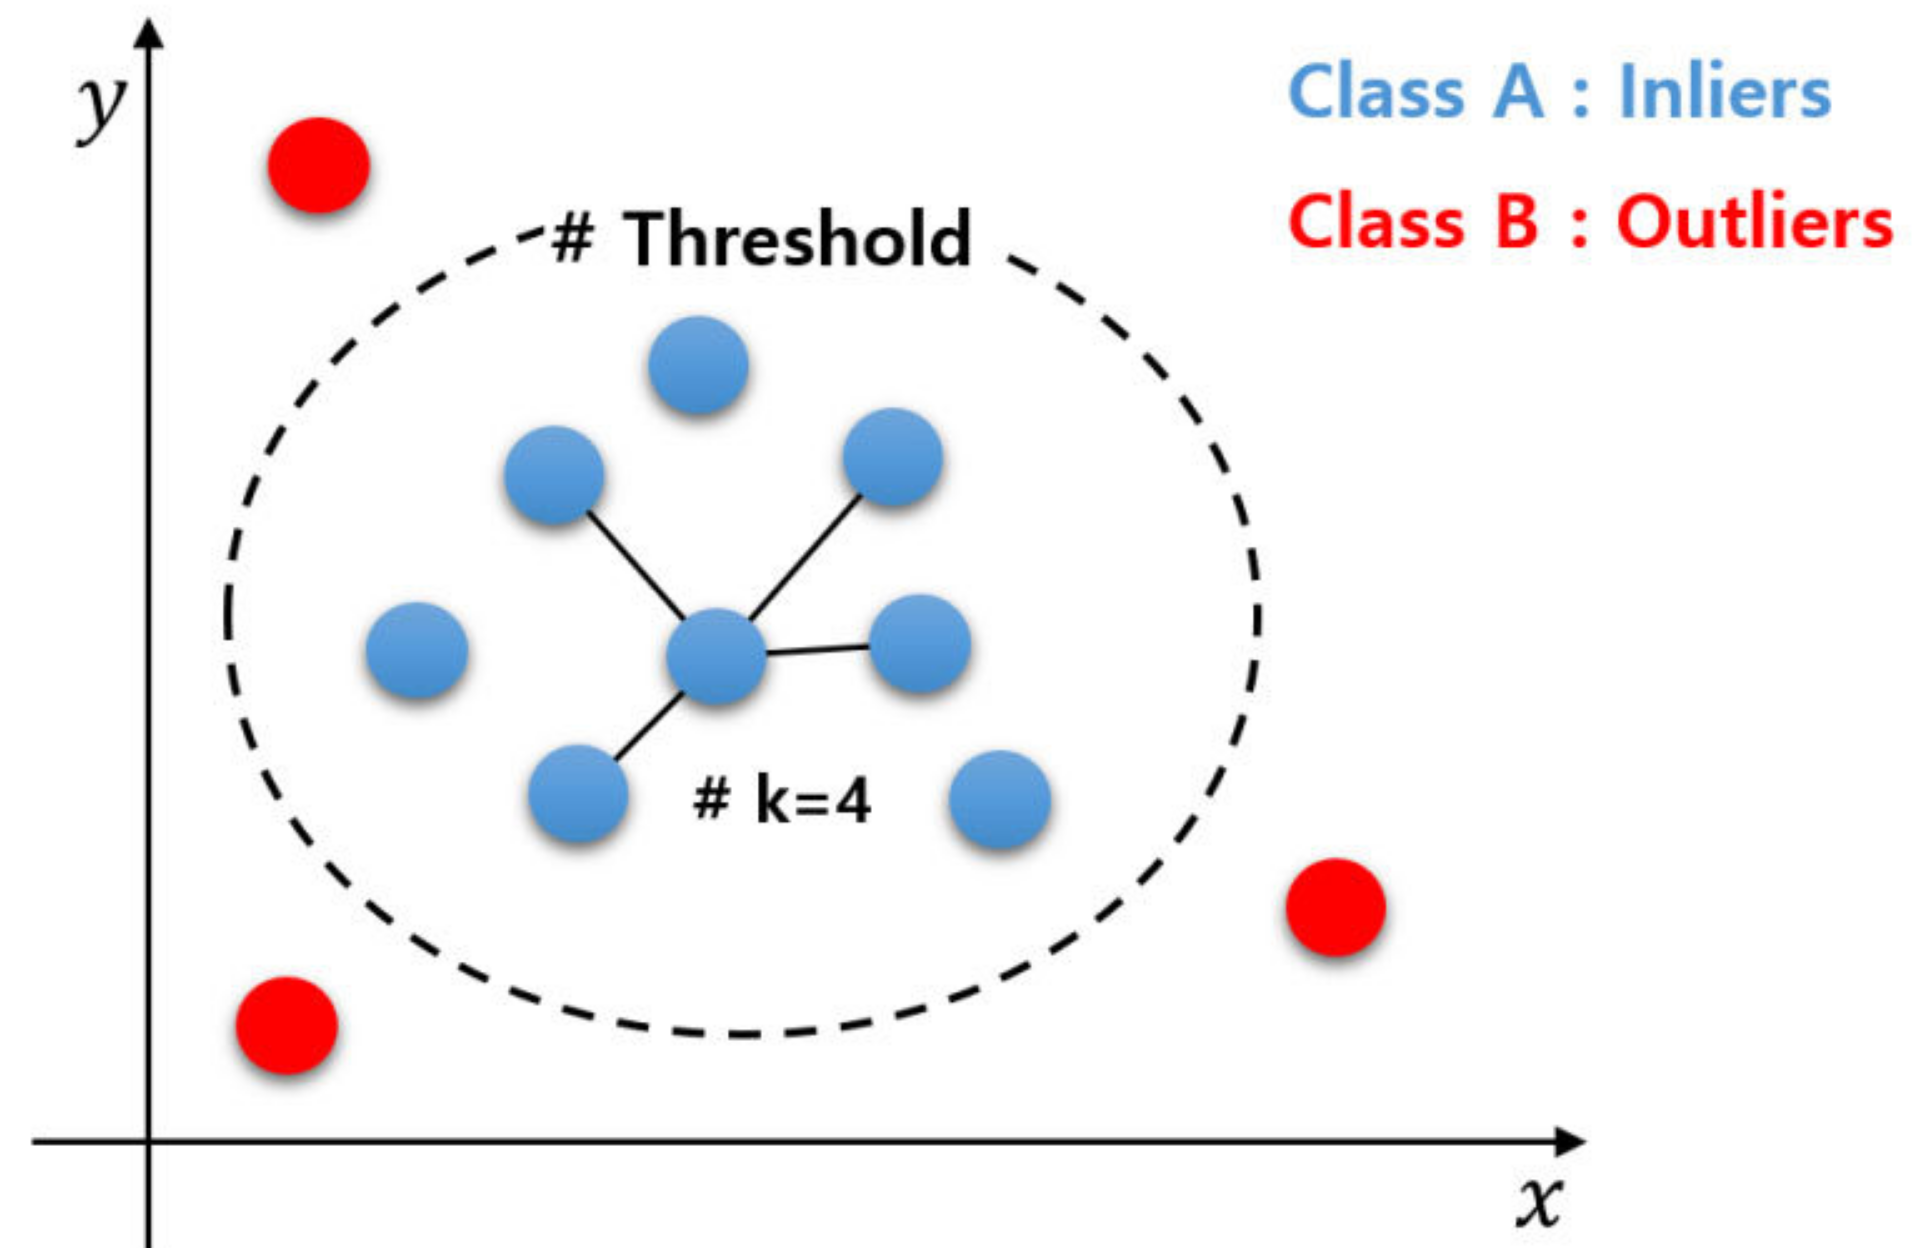 y
Class A : Inliers
Class B : Outliers
# Threshold
# k=4
x